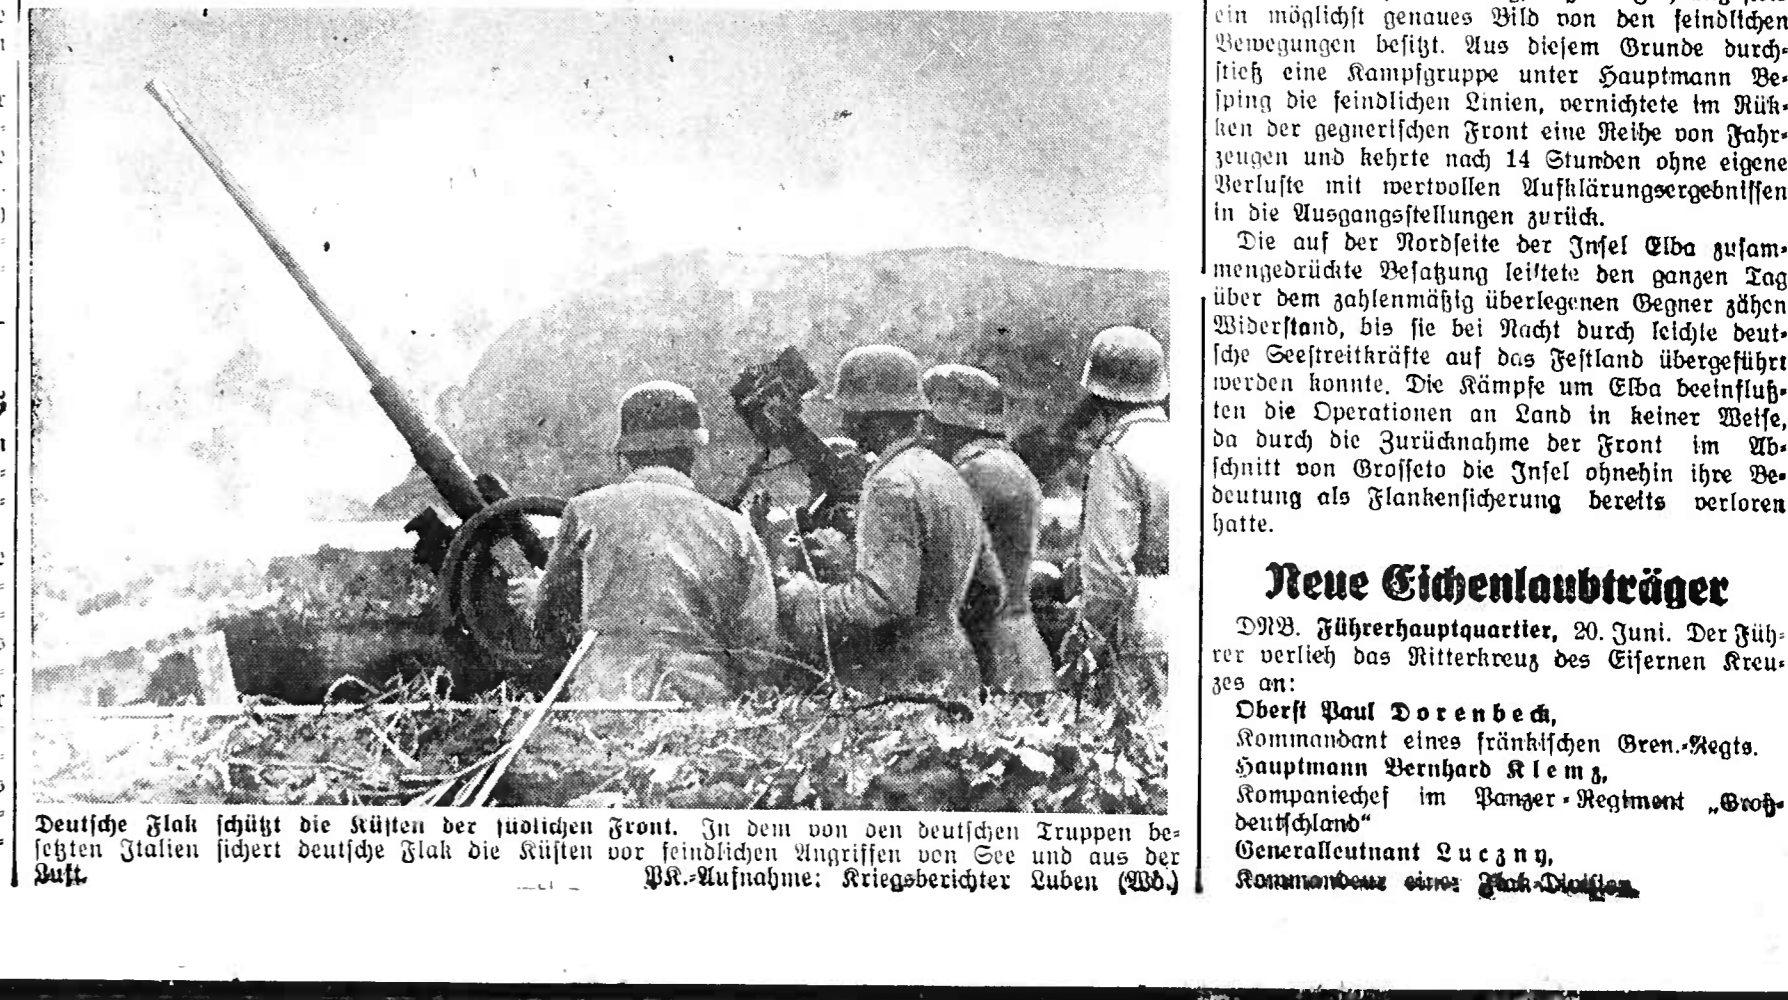 Deutsche Flak schützt die Küsten der südlichen Front. In dem von den deutschen Truppen be-
setzten Italien sichert deutsche Flak die Küsten vor feindlichen Angriffen von See und aus der
Luft.
PK.-Aufnahme: Kriegsberichter Luben (Wb.)
ein möglichst genaues Bild von den feindlichen
Bewegungen besitzt. Aus diesem Grunde durch-
stieß eine Kampfgruppe unter Hauptmann Be-
sping die feindlichen Linien, vernichtete im Rük-
ken der gegnerischen Front eine Reihe von Fahr-
zeugen und kehrte nach 14 Stunden ohne eigene
Verluste mit wertvollen Aufklärungsergebnissen
in die Ausgangsstellungen zurück.
Die auf der Nordseite der Insel Elba zusam-
mengedrückte Besatzung leistete den ganzen Tag
über dem zahlenmäßig überlegenen Gegner zähen
Widerstand, bis sie bei Nacht durch leichte deut-
sche Seestreitkräfte auf das Festland übergeführt
werden konnte. Die Kämpfe um Elba beeinfluß-
ten die Operationen an Land in keiner Weise,
da durch die Zurücknahme der Front im Ab-
schnitt von Grosseto die Insel ohnehin ihre Be-
deutung als Flankensicherung bereits verloren
hatte.
Neue Eichenlaubträger
DNB. Führerhauptquartier, 20. Juni. Der Füh-
rer verlieh das Ritterkreuz des Eisernen Kreu-
zes an:
Oberst Paul Dorenbeck,
Kommandant eines fränkischen Gren.-Regts.
Hauptmann Bernhard Klemz,
Kompaniechef im Panzer-Regiment „Groß-
deutschland“
Generalleutnant Luczny,
Kommandeur einer Flak-Division.